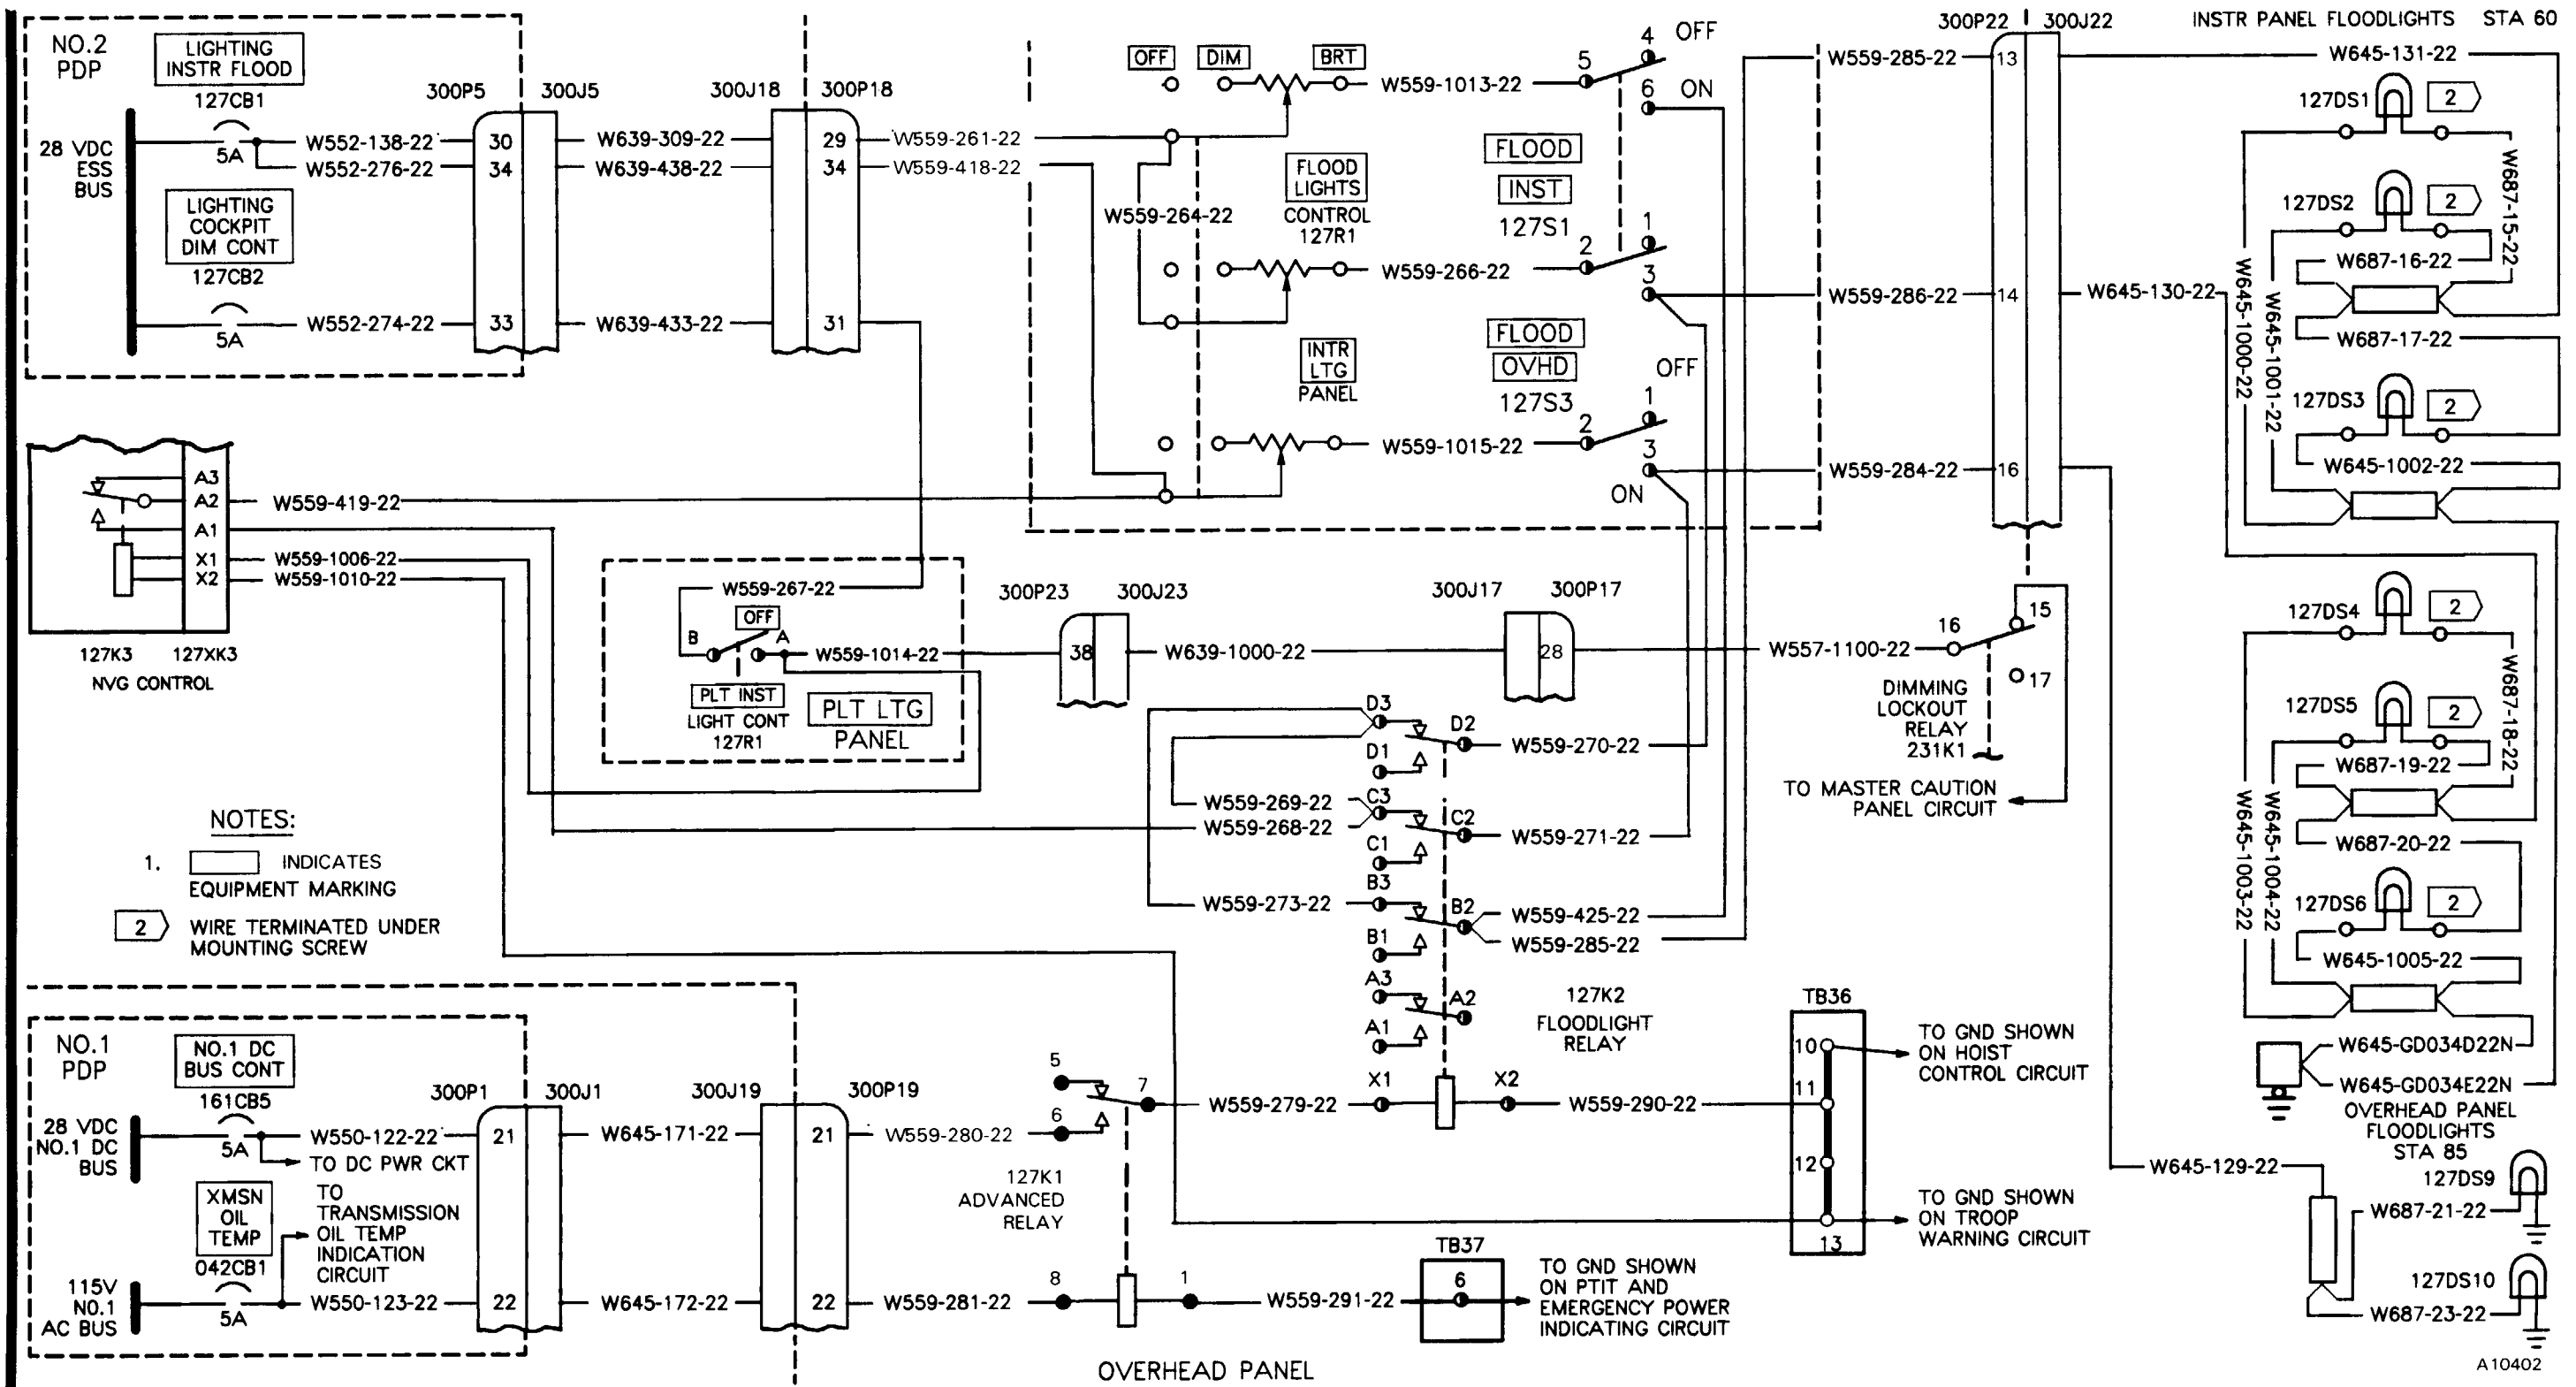 NO.2
PDP
LIGHTING
INSTR FLOOD
127CB1
28 VDC
ESS
BUS
5A
W552-138-22
W552-276-22
LIGHTING
COCKPIT
DIM CONT
127CB2
5A
W552-274-22
300P5
300J5
30
34
33
W639-309-22
W639-438-22
W639-433-22
300J18
300P18
29
34
31
W559-261-22
W559-418-22
OFF
DIM
BRT
W559-1013-22
5
4
OFF
6
ON
W559-264-22
FLOOD
LIGHTS
CONTROL
127R1
FLOOD
INST
127S1
W559-266-22
2
1
3
INTR
LTG
PANEL
FLOOD
OVHD
127S3
OFF
W559-1015-22
2
1
3
ON
W559-285-22
W559-286-22
W559-284-22
300P22
300J22
13
14
16
INSTR PANEL FLOODLIGHTS STA 60
W645-131-22
W645-130-22
127DS1
2
W687-15-22
127DS2
2
W687-16-22
W687-17-22
W645-1000-22
W645-1001-22
127DS3
2
W645-1002-22
127DS4
2
W687-18-22
127DS5
2
W687-19-22
W687-20-22
W645-1003-22
W645-1004-22
127DS6
2
W645-1005-22
W645-GD034D22N
W645-GD034E22N
OVERHEAD PANEL
FLOODLIGHTS
STA 85
W645-129-22
127DS9
W687-21-22
127DS10
W687-23-22
A10402
A3
A2
A1
X1
X2
W559-419-22
W559-1006-22
W559-1010-22
127K3
127XK3
NVG CONTROL
W559-267-22
OFF
B
A
W559-1014-22
PLT INST
LIGHT CONT
127R1
PLT LTG
PANEL
300P23
300J23
38
W639-1000-22
300J17
300P17
28
W557-1100-22
16
15
17
DIMMING
LOCKOUT
RELAY
231K1
TO MASTER CAUTION
PANEL CIRCUIT
D3
D2
D1
W559-270-22
W559-269-22
W559-268-22
C3
C2
C1
W559-271-22
W559-273-22
B3
B2
B1
W559-425-22
W559-285-22
A3
A2
A1
127K2
FLOODLIGHT
RELAY
X1
X2
W559-279-22
W559-290-22
TB36
10
11
12
13
TO GND SHOWN
ON HOIST
CONTROL CIRCUIT
TO GND SHOWN
ON TROOP
WARNING CIRCUIT
NOTES:
1. INDICATES
EQUIPMENT MARKING
2 WIRE TERMINATED UNDER
MOUNTING SCREW
NO.1
PDP
NO.1 DC
BUS CONT
161CB5
28 VDC
NO.1 DC
BUS
5A
W550-122-22
TO DC PWR CKT
XMSN
OIL
TEMP
042CB1
TO
TRANSMISSION
OIL TEMP
INDICATION
CIRCUIT
115V
NO.1
AC BUS
5A
W550-123-22
300P1
300J1
21
22
W645-171-22
W645-172-22
300J19
300P19
21
22
W559-280-22
W559-281-22
5
6
7
127K1
ADVANCED
RELAY
8
1
W559-291-22
TB37
6
TO GND SHOWN
ON PTIT AND
EMERGENCY POWER
INDICATING CIRCUIT
OVERHEAD PANEL